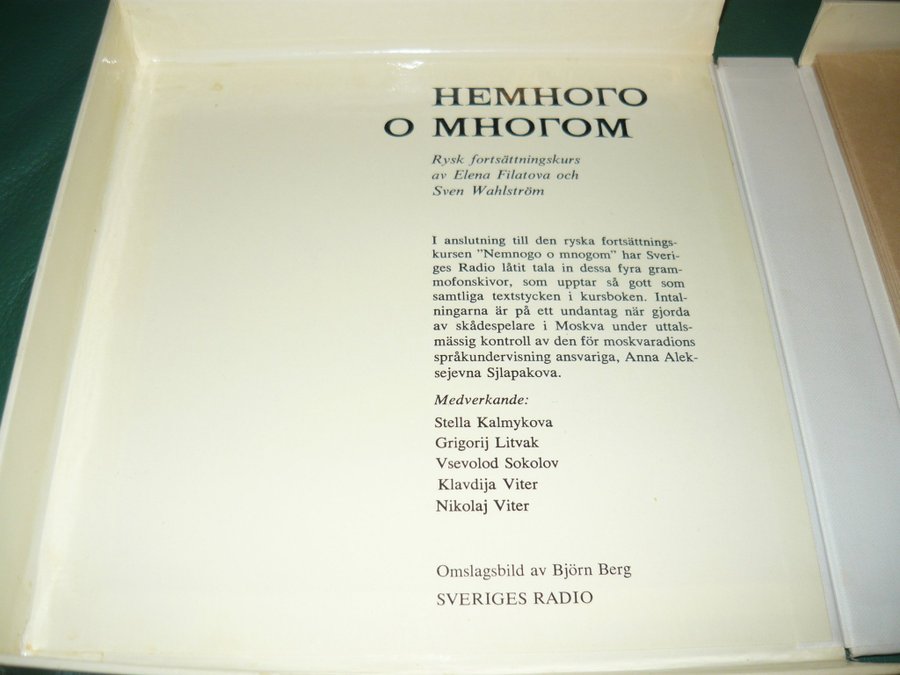 НЕМНОГО
О МНОГОМ
Rysk fortsättningskurs
av Elena Filatova och
Sven Wahlström
I anslutning till den ryska fortsättnings-
kursen "Nemnogo o mnogom" har Sveri-
ges Radio låtit tala in dessa fyra gram-
mofonskivor, som upptar så gott som
samtliga textstycken i kursboken. Intal-
ningarna är på ett undantag när gjorda
av skådespelare i Moskva under uttals-
mässig kontroll av den för moskvaradions
språkundervisning ansvariga, Anna Alek-
sejevna Sjlapakova.
Medverkande:
Stella Kalmykova
Grigorij Litvak
Vsevolod Sokolov
Klavdija Viter
Nikolaj Viter
Omslagsbild av Björn Berg
SVERIGES RADIO